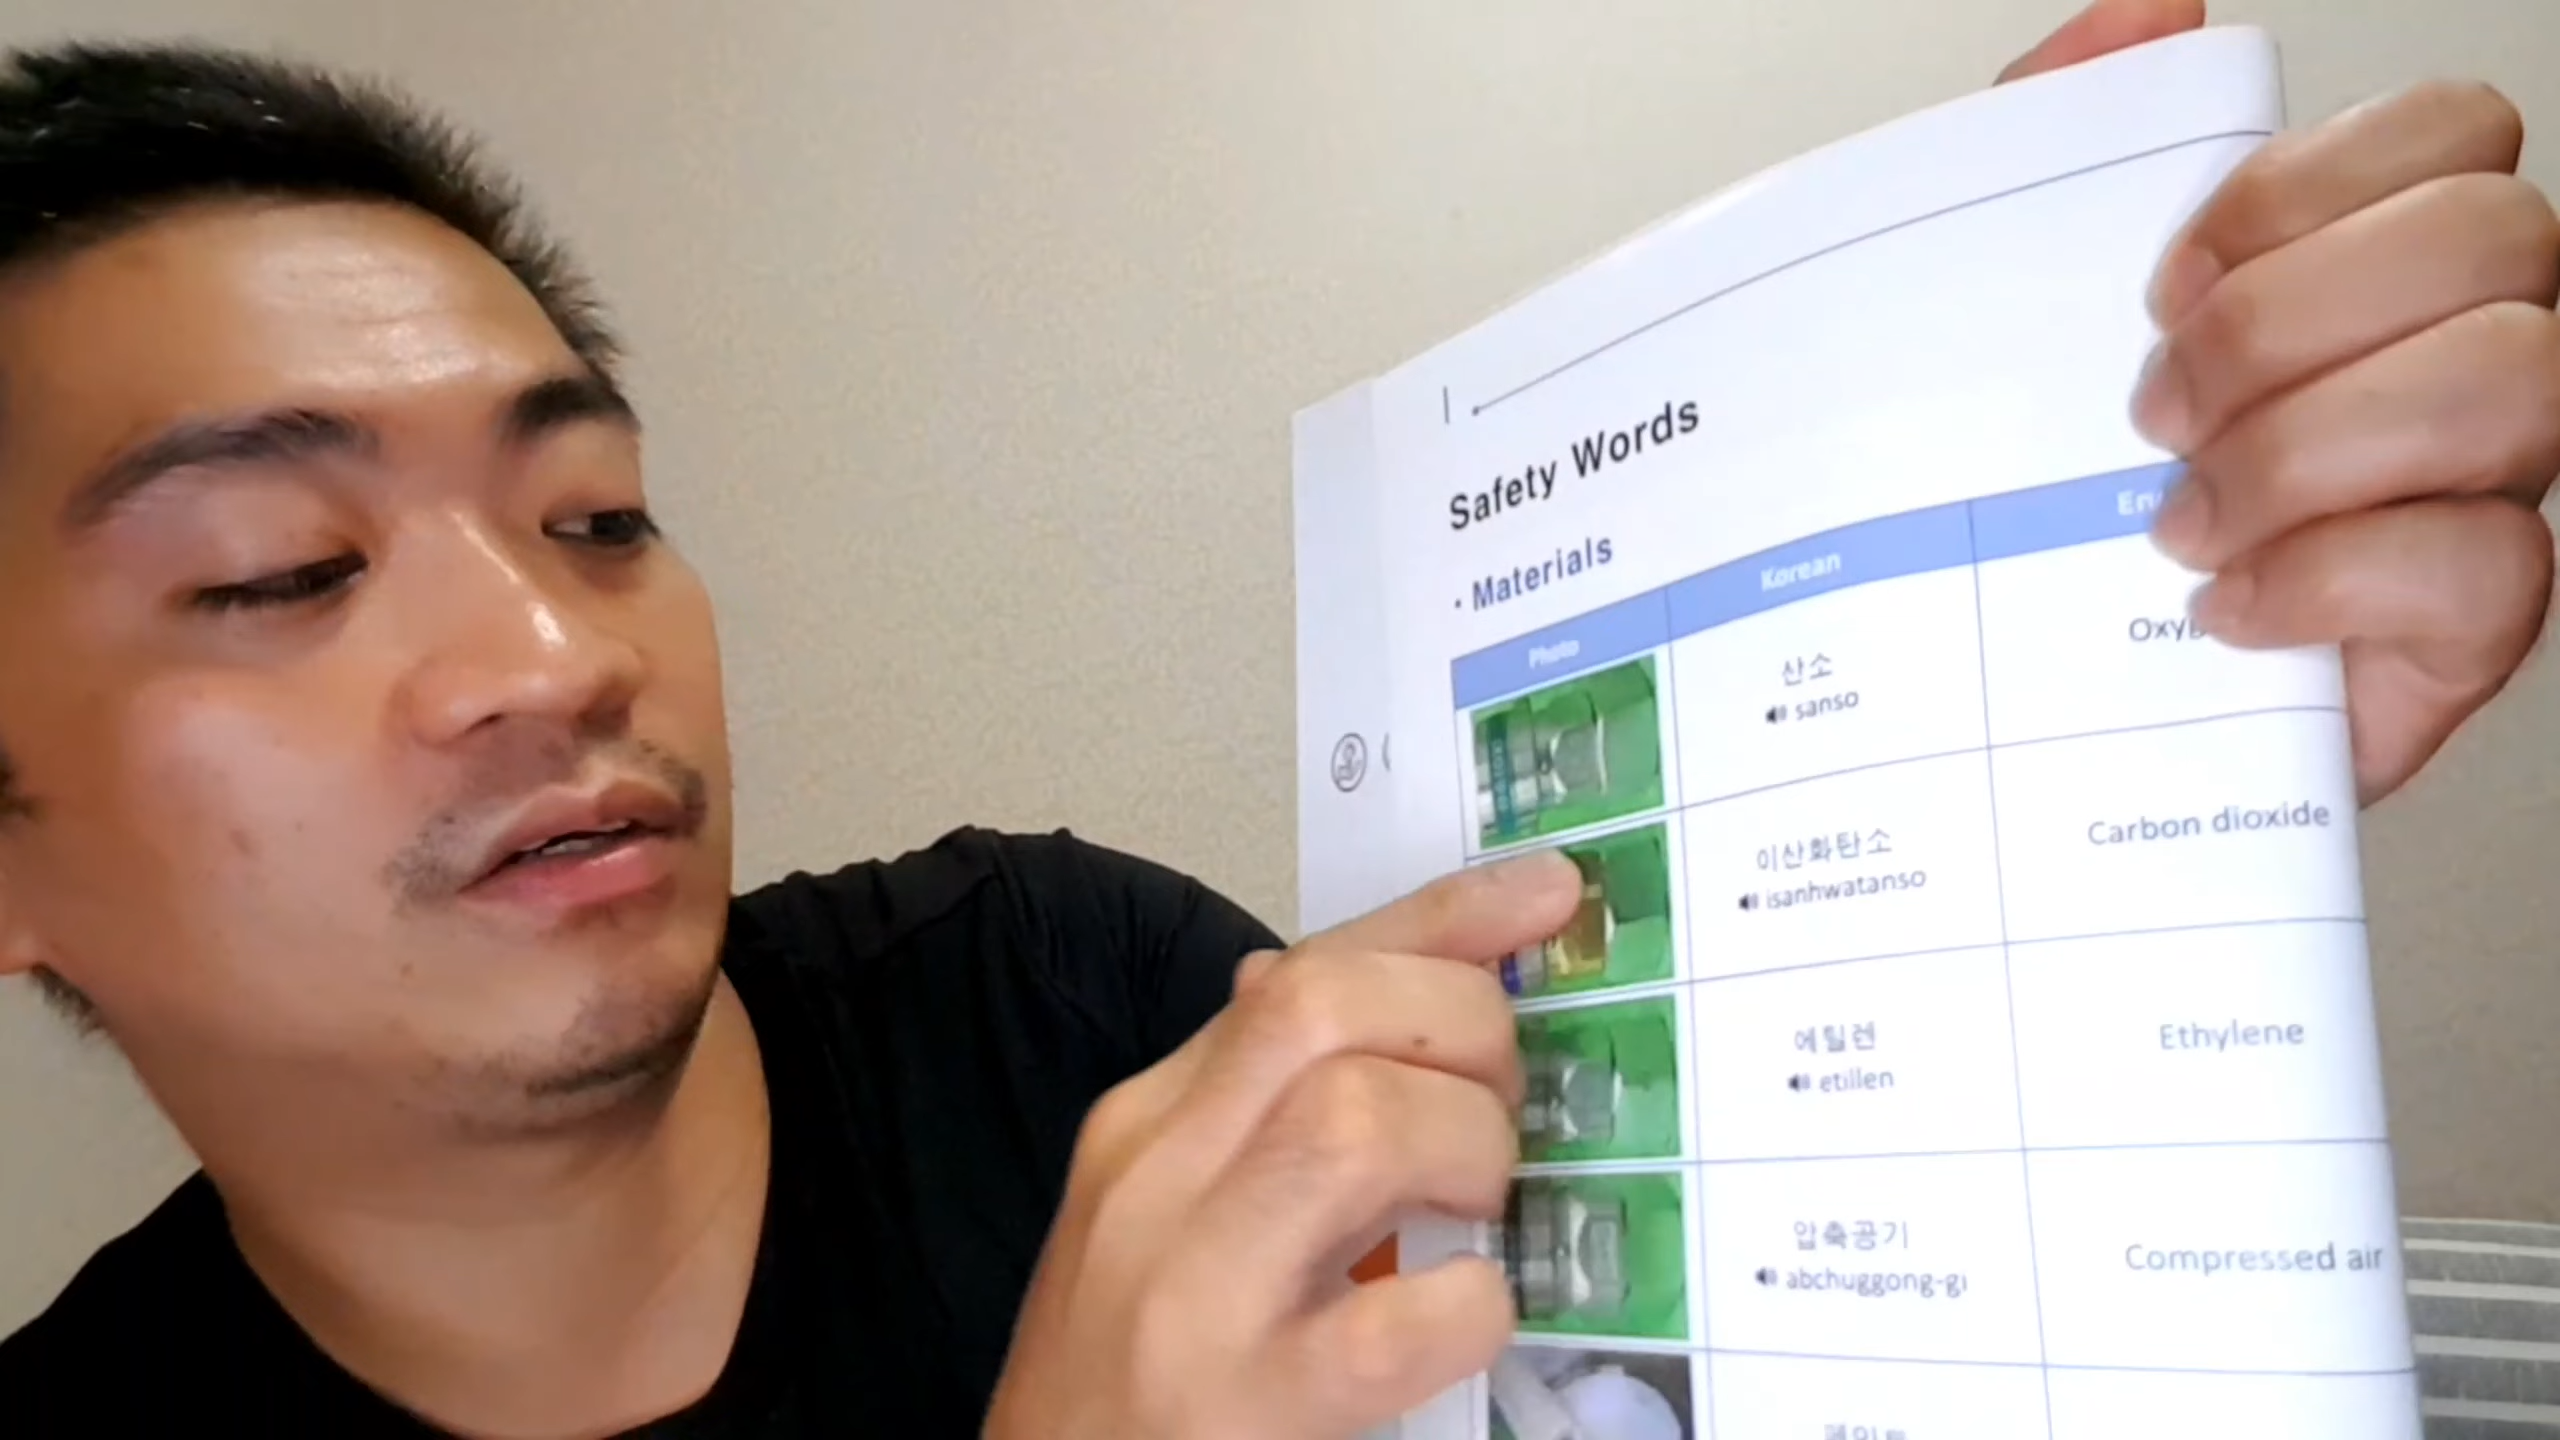 Safety Words
· Materials
Photo Korean
산소
sanso
이산화탄소
isanhwatanso
Carbon dioxide
에틸렌
etillen
Ethylene
압축공기
abchuggong-gi
Compressed air